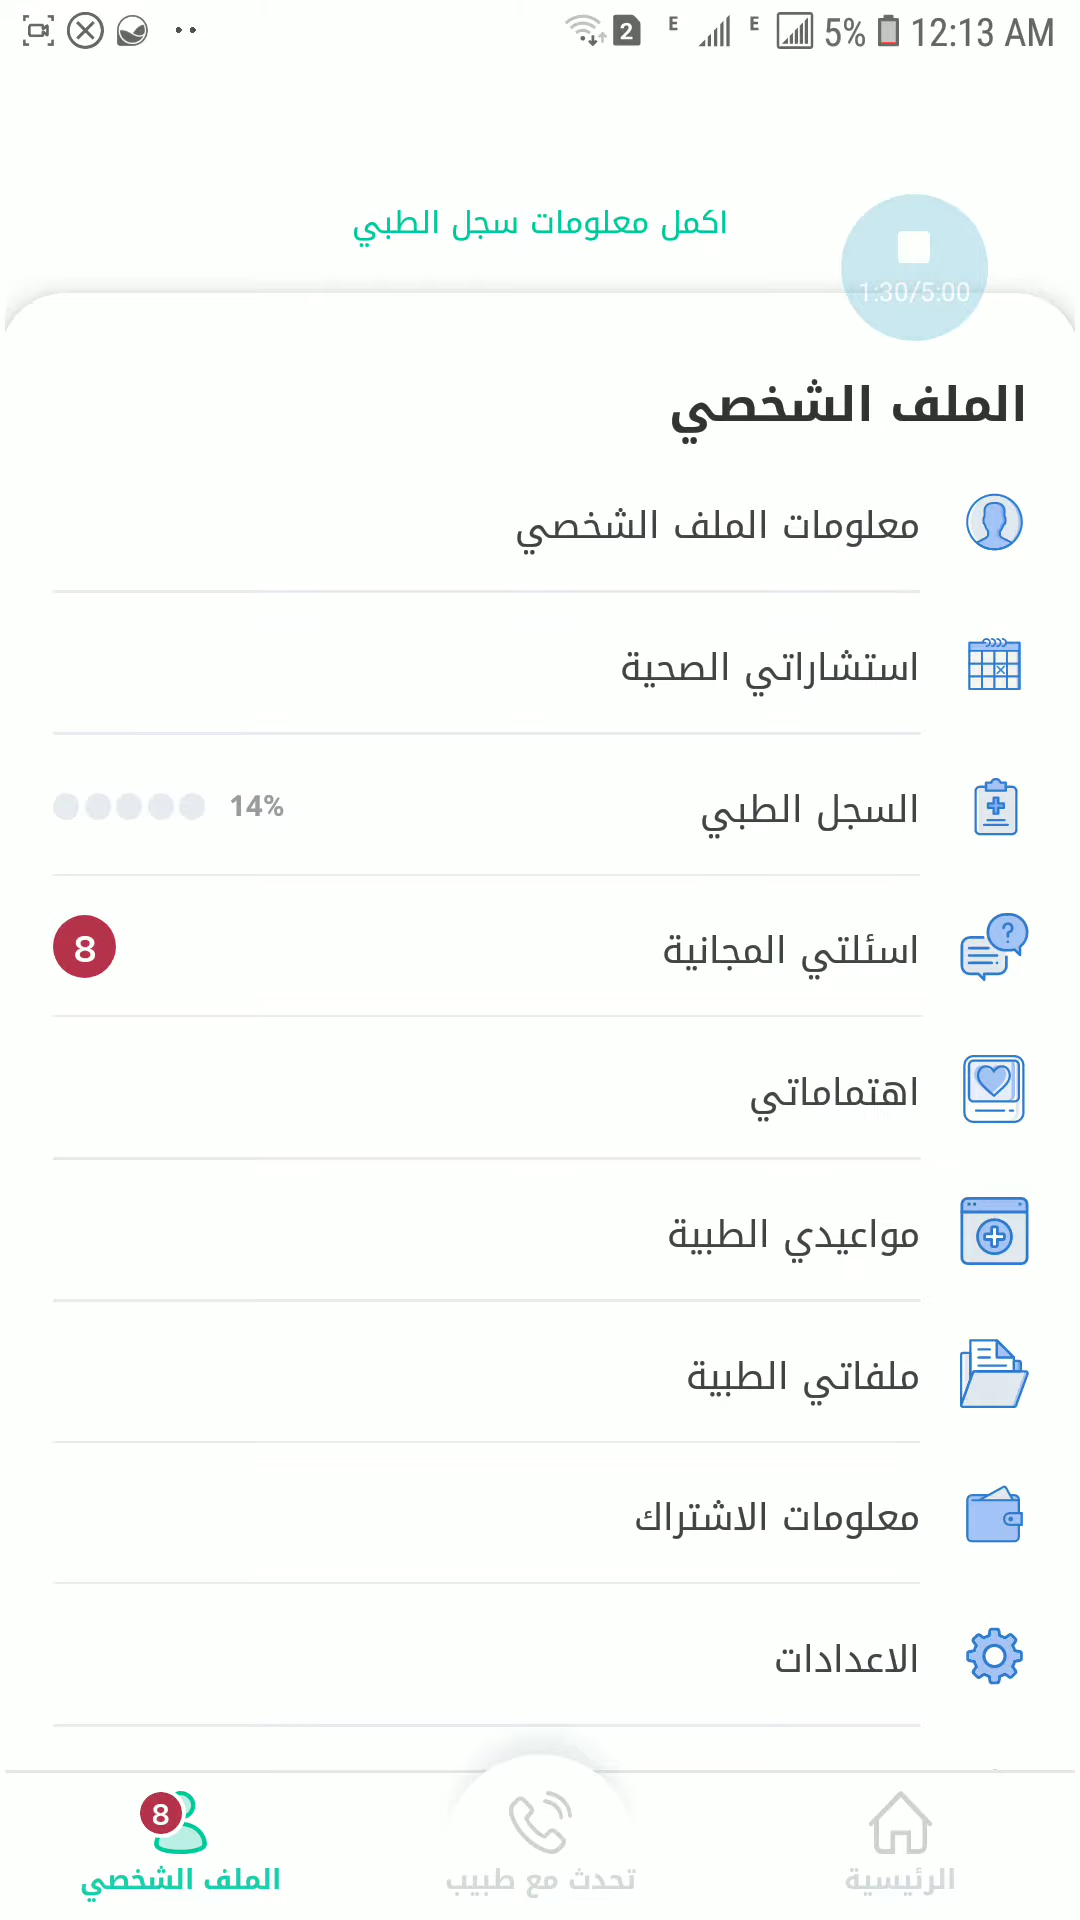 2 E E 5% 12:13 AM
اكمل معلومات سجل الطبي
1:30/5:00
الملف الشخصي
معلومات الملف الشخصي
استشاراتي الصحية
السجل الطبي 14%
اسئلتي المجانية 8
اهتماماتي
مواعيدي الطبية
ملفاتي الطبية
معلومات الاشتراك
الاعدادات
8
الرئيسية
تحدث مع طبيب
الملف الشخصي